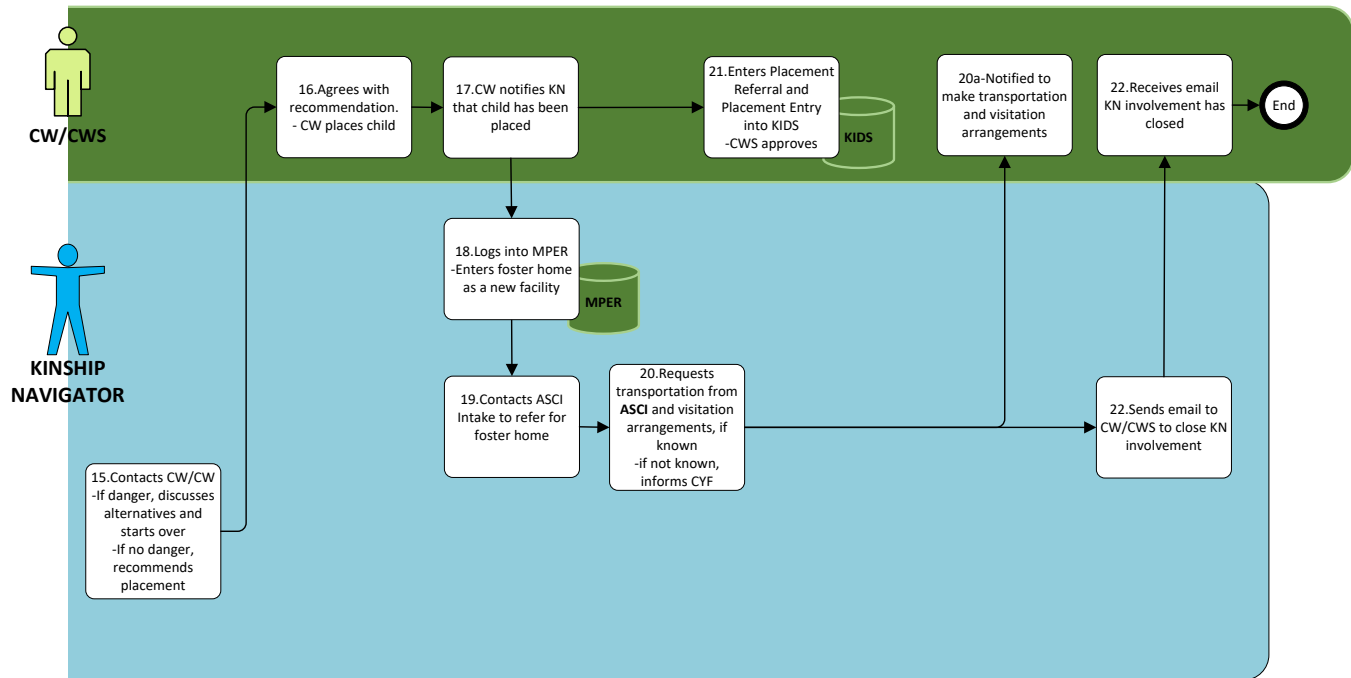 CW/CWS
16.Agrees with
recommendation.
- CW places child
17.CW notifies KN
that child has been
placed
21.Enters Placement
Referral and
Placement Entry
into KIDS
-CWS approves
KIDS
20a-Notified to
make transportation
and visitation
arrangements
22.Receives email
KN involvement has
closed
End
KINSHIP
NAVIGATOR
18.Logs into MPER
-Enters foster home
as a new facility
MPER
19.Contacts ASCI
Intake to refer for
foster home
20.Requests
transportation from
ASCI and visitation
arrangements, if
known
-if not known,
informs CYF
22.Sends email to
CW/CWS to close KN
involvement
15.Contacts CW/CW
-If danger, discusses
alternatives and
starts over
-If no danger,
recommends
placement